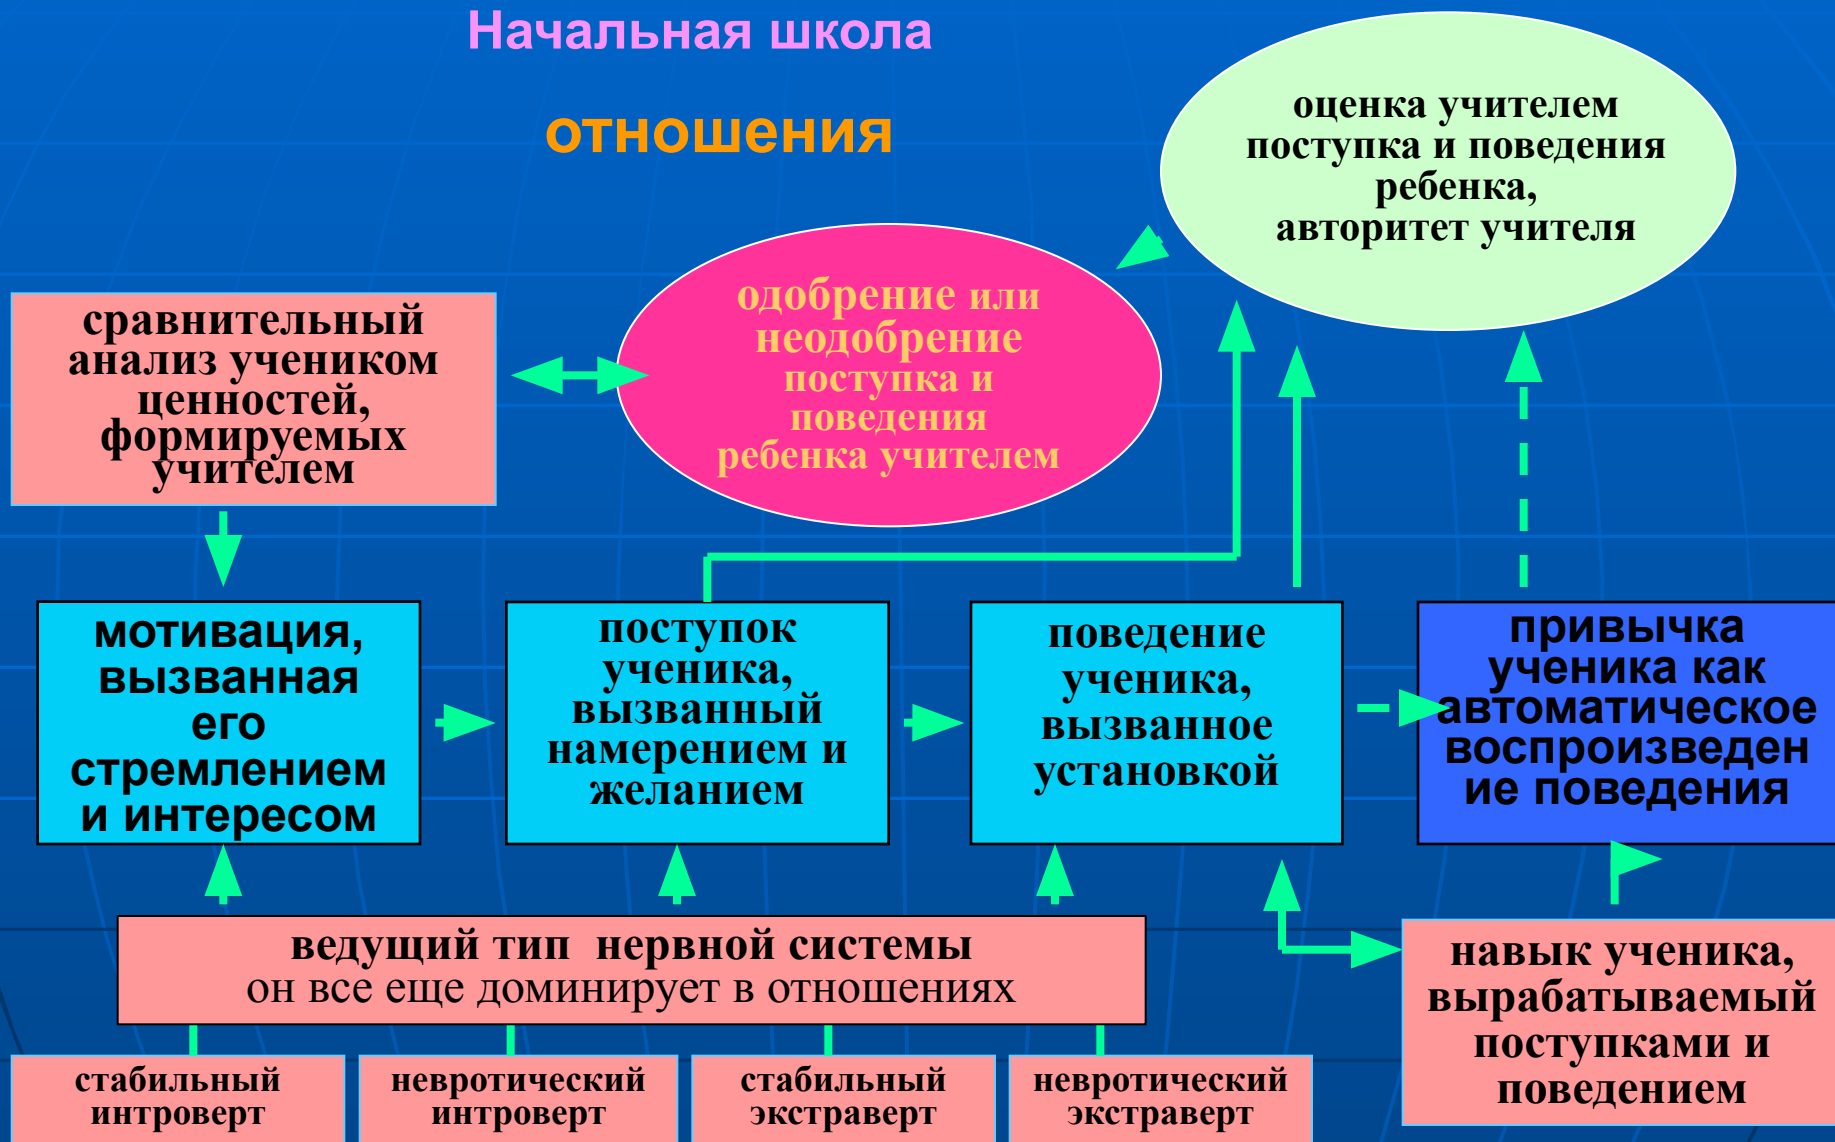 Начальная школа
отношения
оценка учителем
поступка и поведения
ребенка,
авторитет учителя
одобрение или
неодобрение
поступка и
поведения
ребенка учителем
сравнительный
анализ учеником
ценностей,
формируемых
учителем
мотивация,
вызванная
его
стремлением
и интересом
поступок
ученика,
вызванный
намерением и
желанием
поведение
ученика,
вызванное
установкой
привычка
ученика как
автоматическое
воспроизведен
ие поведения
ведущий тип нервной системы
он все еще доминирует в отношениях
навык ученика,
вырабатываемый
поступками и
поведением
стабильный
интроверт
невротический
интроверт
стабильный
экстраверт
невротический
экстраверт